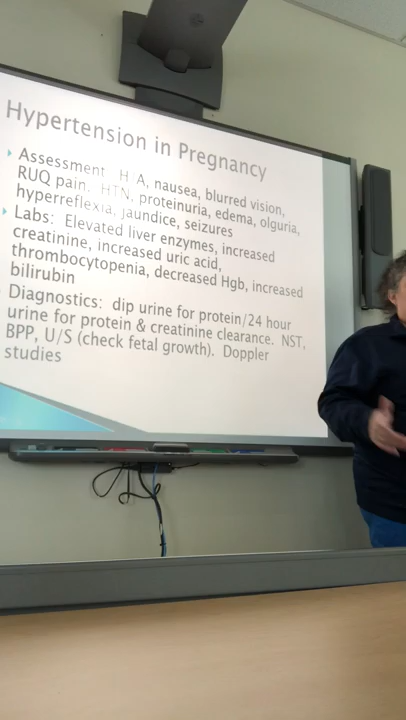 Hypertension in Pregnancy
Assessment H A, nausea, blurred vision,
RUQ pain. HTN, proteinuria, edema, olguria,
hyperreflexia, jaundice, seizures
Labs: Elevated liver enzymes, increased
creatinine, increased uric acid,
thrombocytopenia, decreased Hgb, increased
bilirubin
Diagnostics: dip urine for protein/24 hour
urine for protein & creatinine clearance. NST,
BPP, U/S (check fetal growth). Doppler
studies